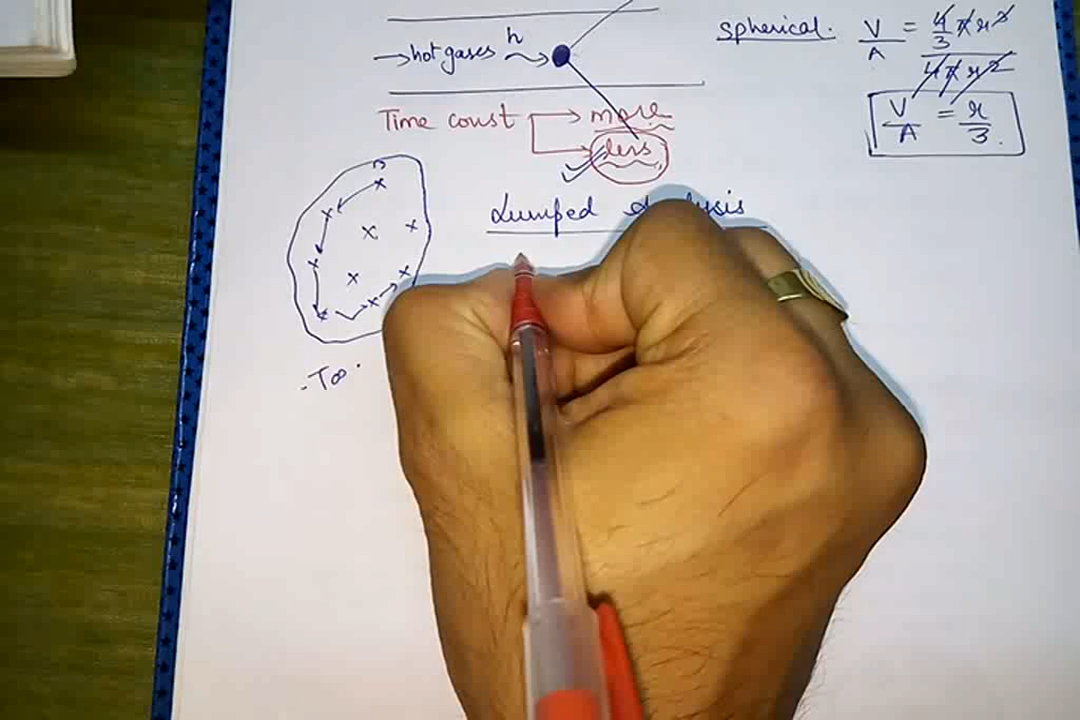 →hot gases h
spherical. V/A = 4/3 π r³ / 4 π r²
V/A = r/3.
Time const → more
→ less
Lumped
T∞